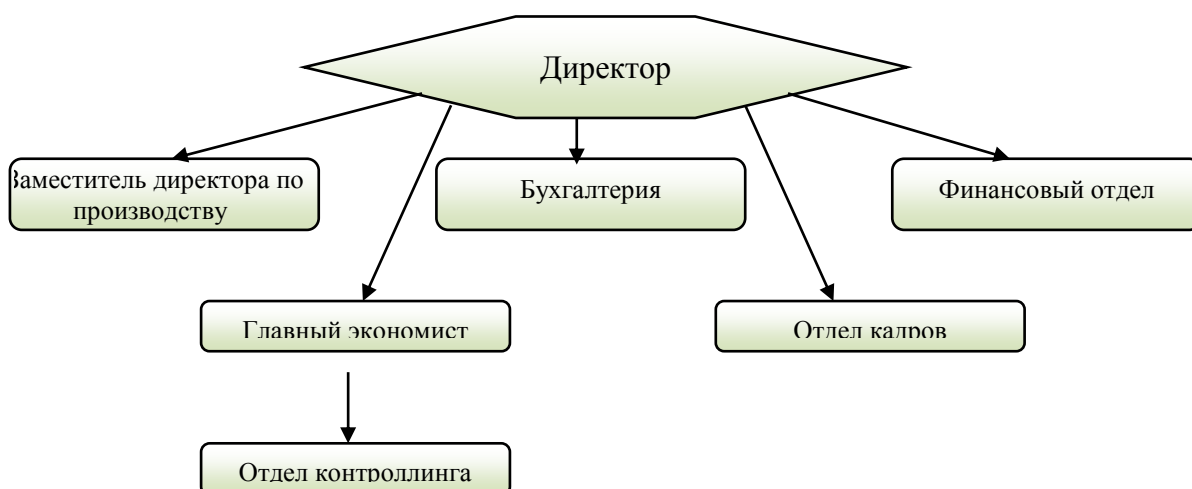 Директор
Заместитель директора по
производству
Бухгалтерия
Финансовый отдел
Главный экономист
Отдел кадров
Отдел контроллинга